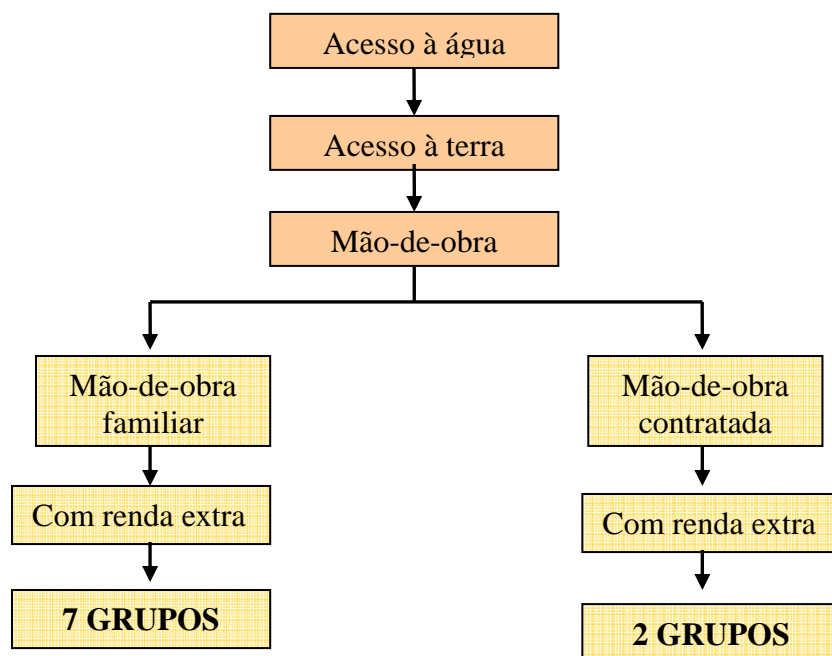 Acesso à água
Acesso à terra
Mão-de-obra
Mão-de-obra
familiar
Com renda extra
7 GRUPOS
Mão-de-obra
contratada
Com renda extra
2 GRUPOS